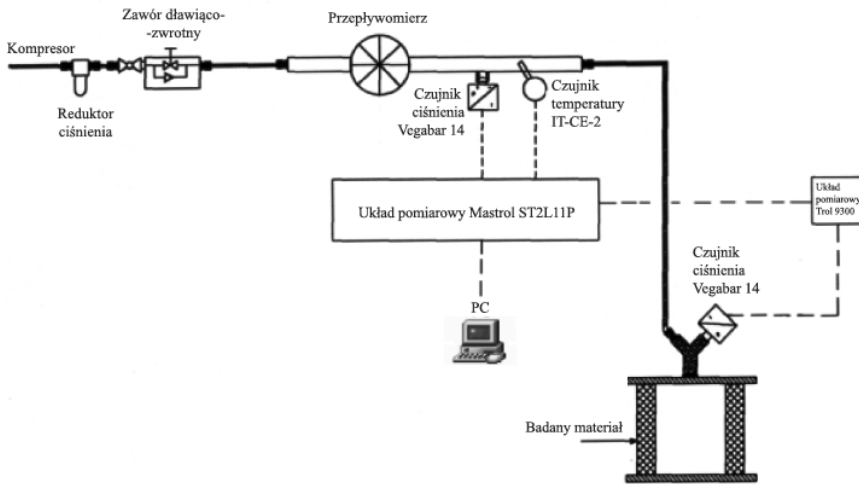 Zawór dławiąco-
-zwrotny
Przepływomierz
Kompresor
Reduktor
ciśnienia
Czujnik
ciśnienia
Vegabar 14
Czujnik
temperatury
IT-CE-2
Układ pomiarowy Mastrol ST2L11P
Układ
pomiarowy
Trol 9300
Czujnik
ciśnienia
Vegabar 14
PC
Badany materiał